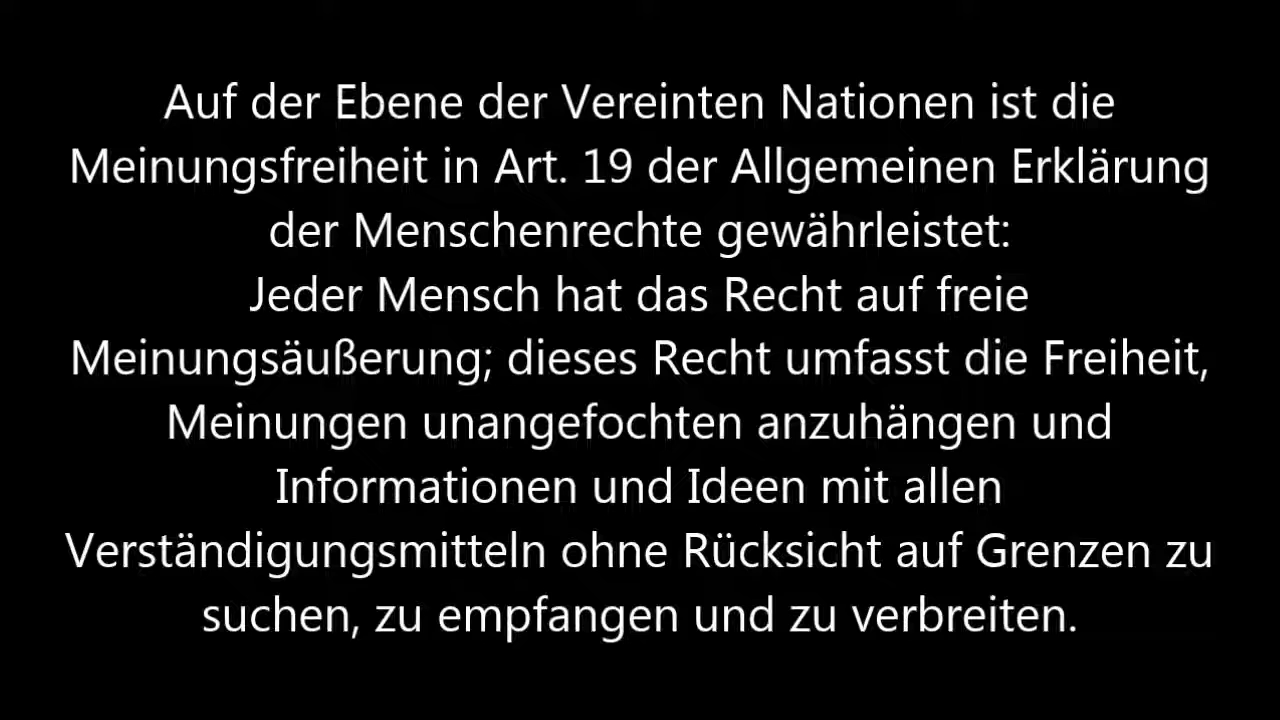 Auf der Ebene der Vereinten Nationen ist die
Meinungsfreiheit in Art. 19 der Allgemeinen Erklärung
der Menschenrechte gewährleistet:
Jeder Mensch hat das Recht auf freie
Meinungsäußerung; dieses Recht umfasst die Freiheit,
Meinungen unangefochten anzuhängen und
Informationen und Ideen mit allen
Verständigungsmitteln ohne Rücksicht auf Grenzen zu
suchen, zu empfangen und zu verbreiten.